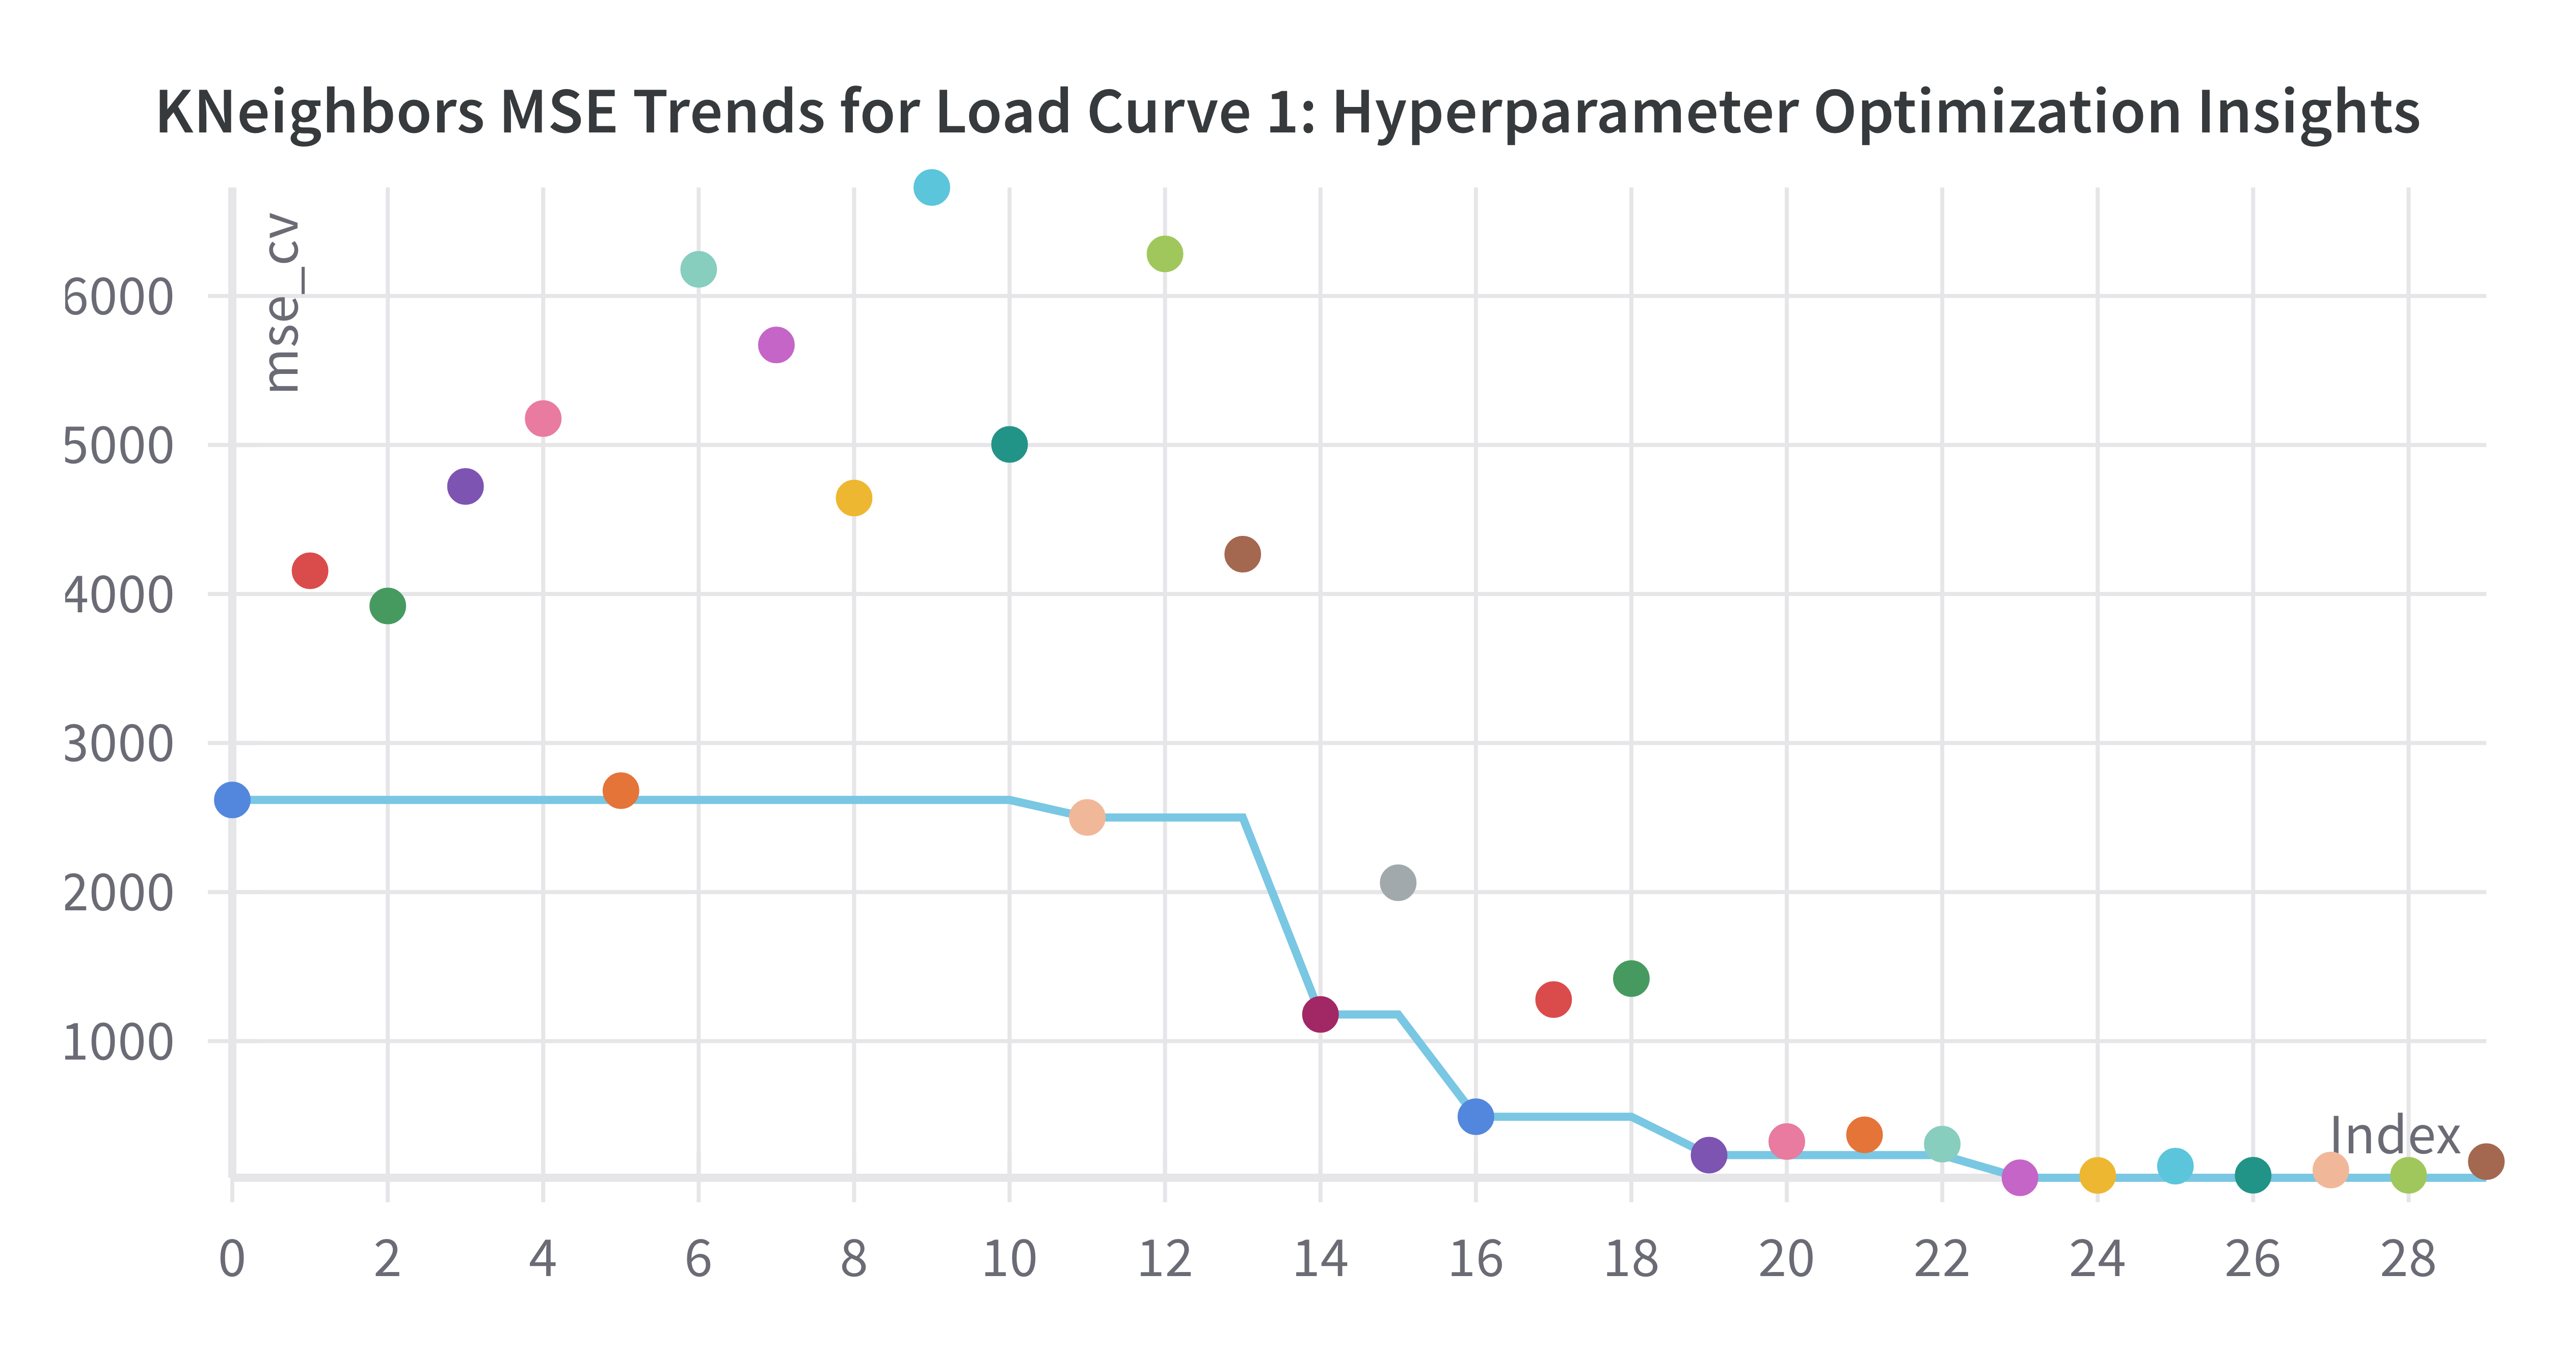 KNeighbors MSE Trends for Load Curve 1: Hyperparameter Optimization Insights
mse_cv
6000
5000
4000
3000
2000
1000
Index
0 2 4 6 8 10 12 14 16 18 20 22 24 26 28